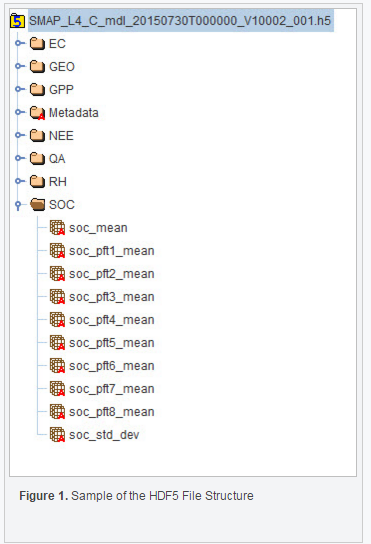 SMAP_L4_C_mdl_20150730T000000_V10002_001.h5
EC
GEO
GPP
Metadata
NEE
QA
RH
SOC
soc_mean
soc_pft1_mean
soc_pft2_mean
soc_pft3_mean
soc_pft4_mean
soc_pft5_mean
soc_pft6_mean
soc_pft7_mean
soc_pft8_mean
soc_std_dev
Figure 1. Sample of the HDF5 File Structure